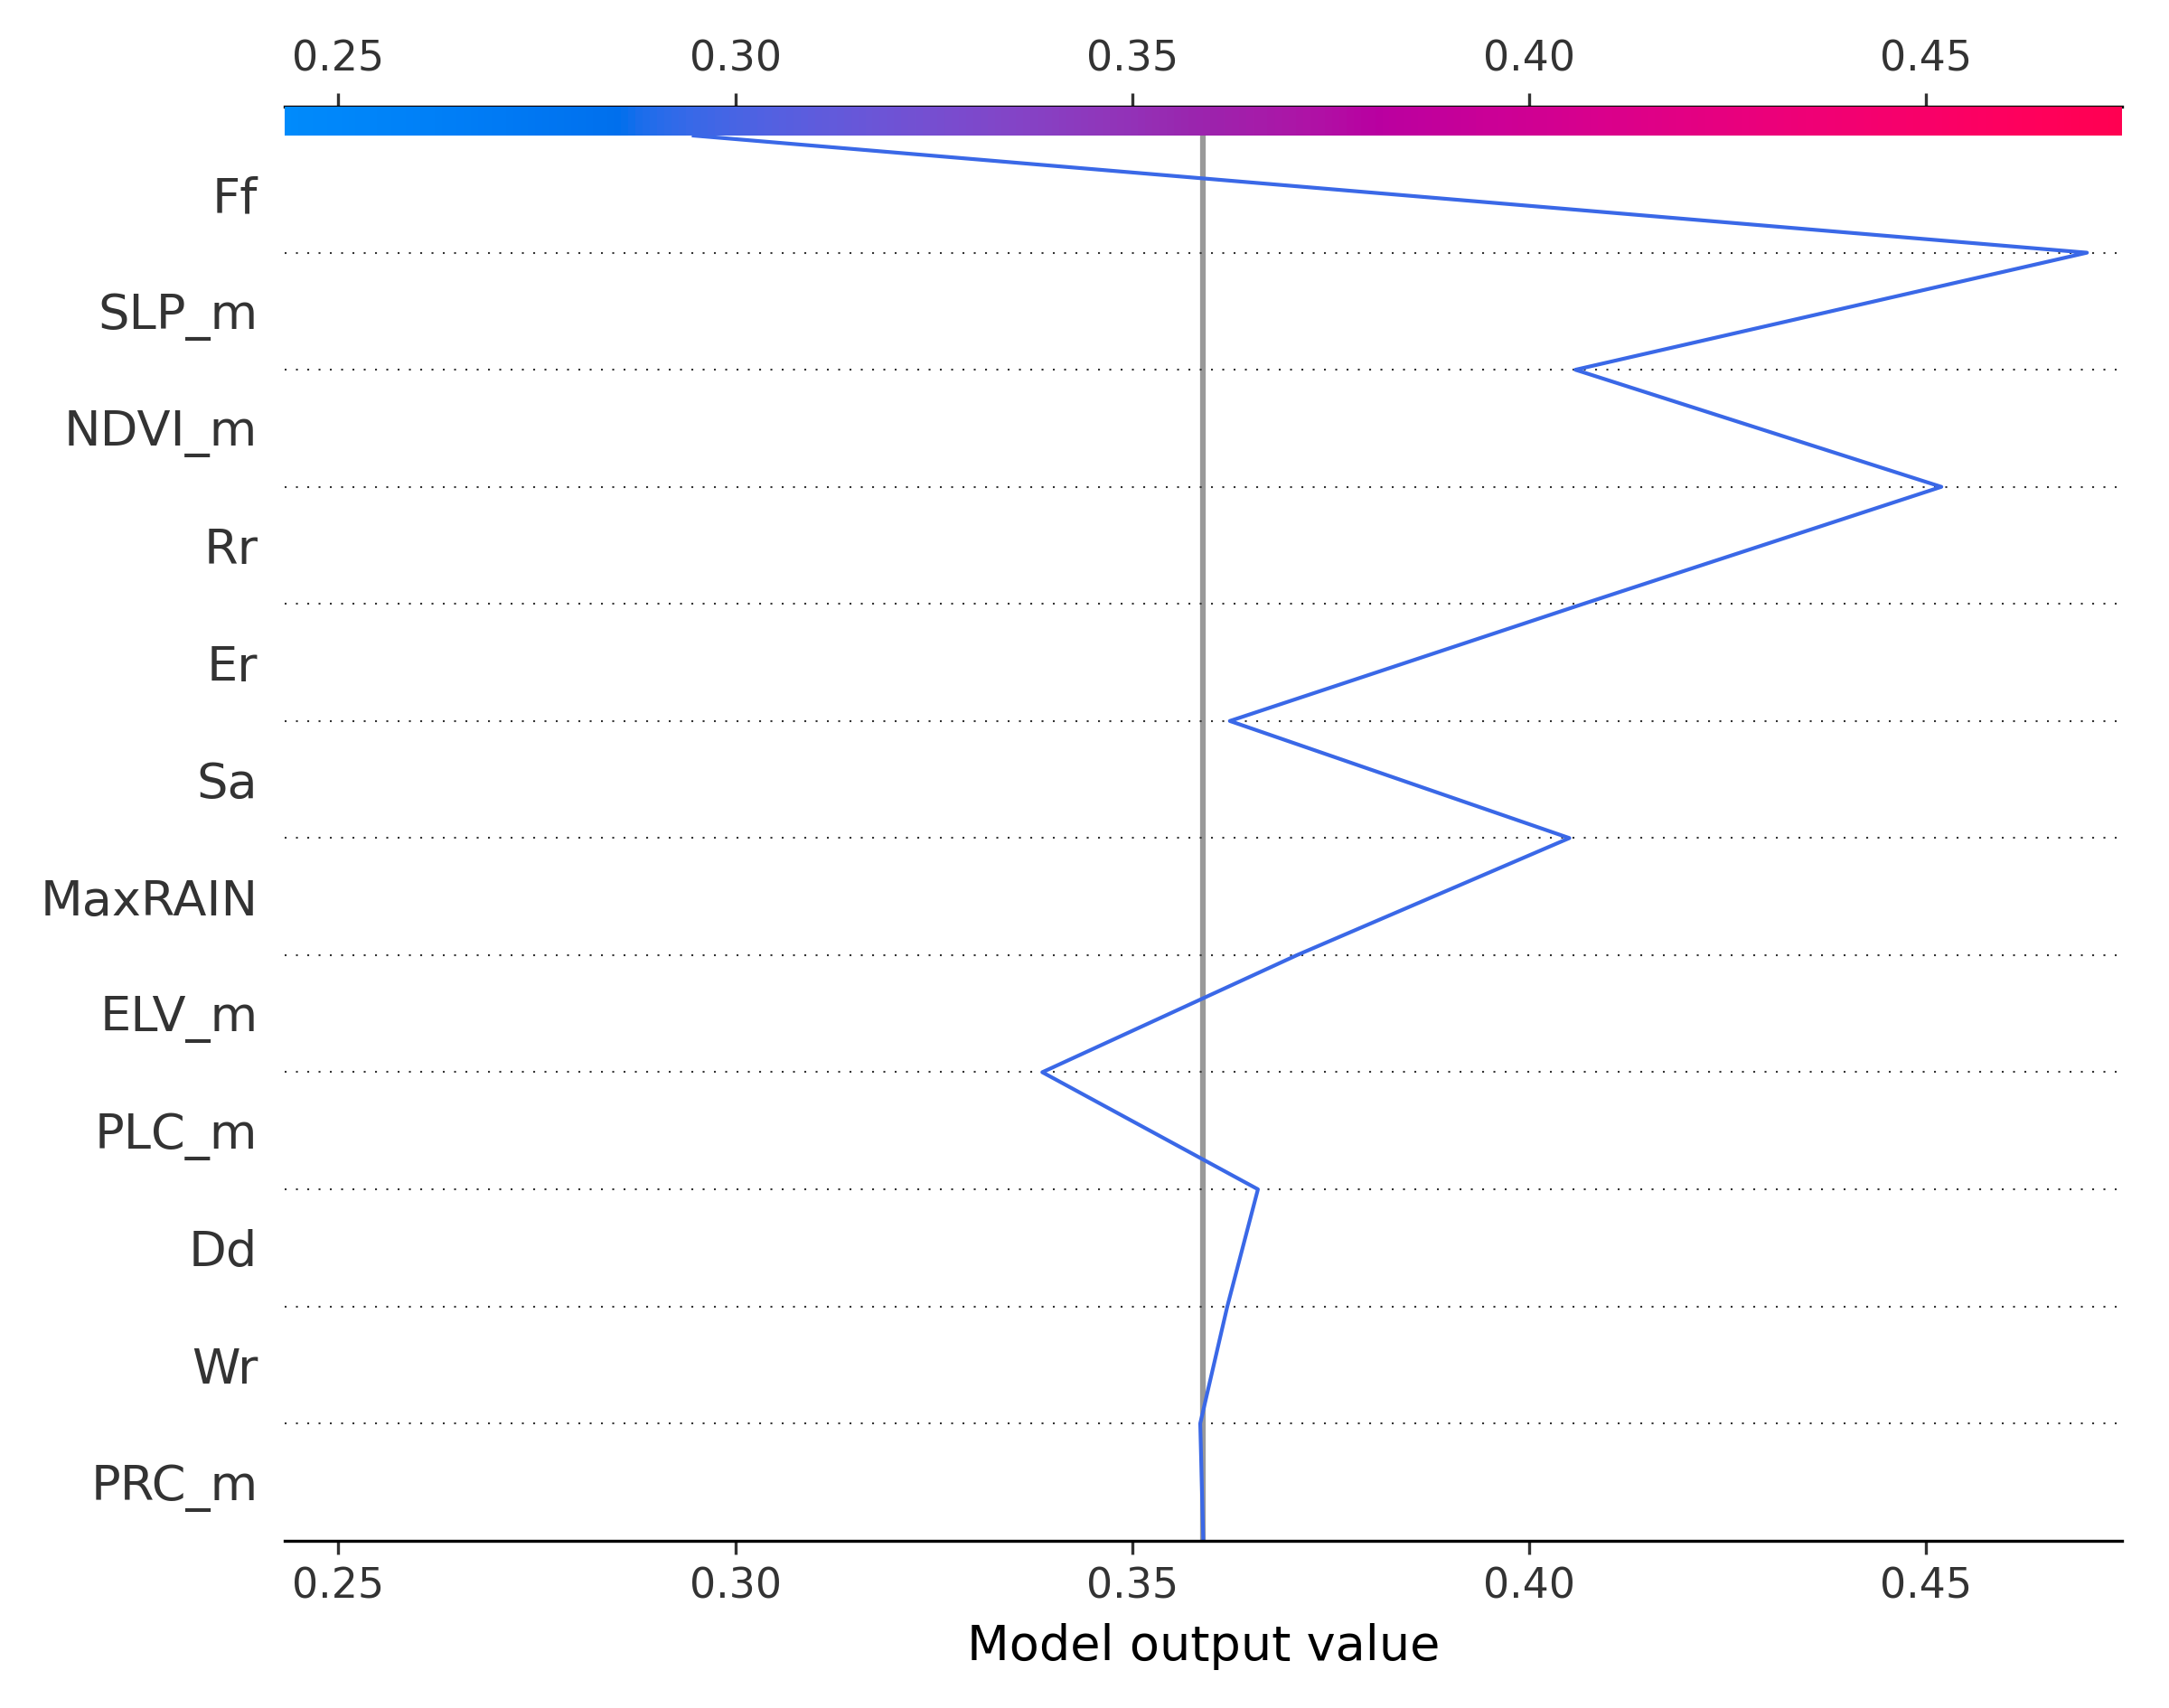 0.25 0.30 0.35 0.40 0.45
Ff
SLP_m
NDVI_m
Rr
Er
Sa
MaxRAIN
ELV_m
PLC_m
Dd
Wr
PRC_m
0.25 0.30 0.35 0.40 0.45
Model output value